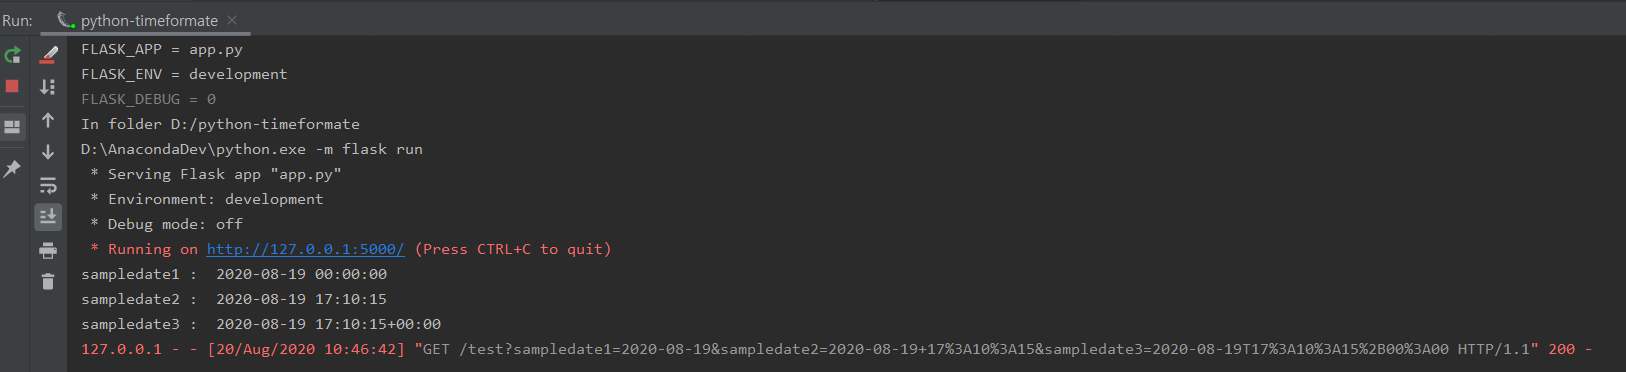 Run: python-timeformate
FLASK_APP = app.py
FLASK_ENV = development
FLASK_DEBUG = 0
In folder D:/python-timeformate
D:\AnacondaDev\python.exe -m flask run
 * Serving Flask app "app.py"
 * Environment: development
 * Debug mode: off
 * Running on http://127.0.0.1:5000/ (Press CTRL+C to quit)
sampledate1 :  2020-08-19 00:00:00
sampledate2 :  2020-08-19 17:10:15
sampledate3 :  2020-08-19 17:10:15+00:00
127.0.0.1 - - [20/Aug/2020 10:46:42] "GET /test?sampledate1=2020-08-19&sampledate2=2020-08-19+17%3A10%3A15&sampledate3=2020-08-19T17%3A10%3A15%2B00%3A00 HTTP/1.1" 200 -